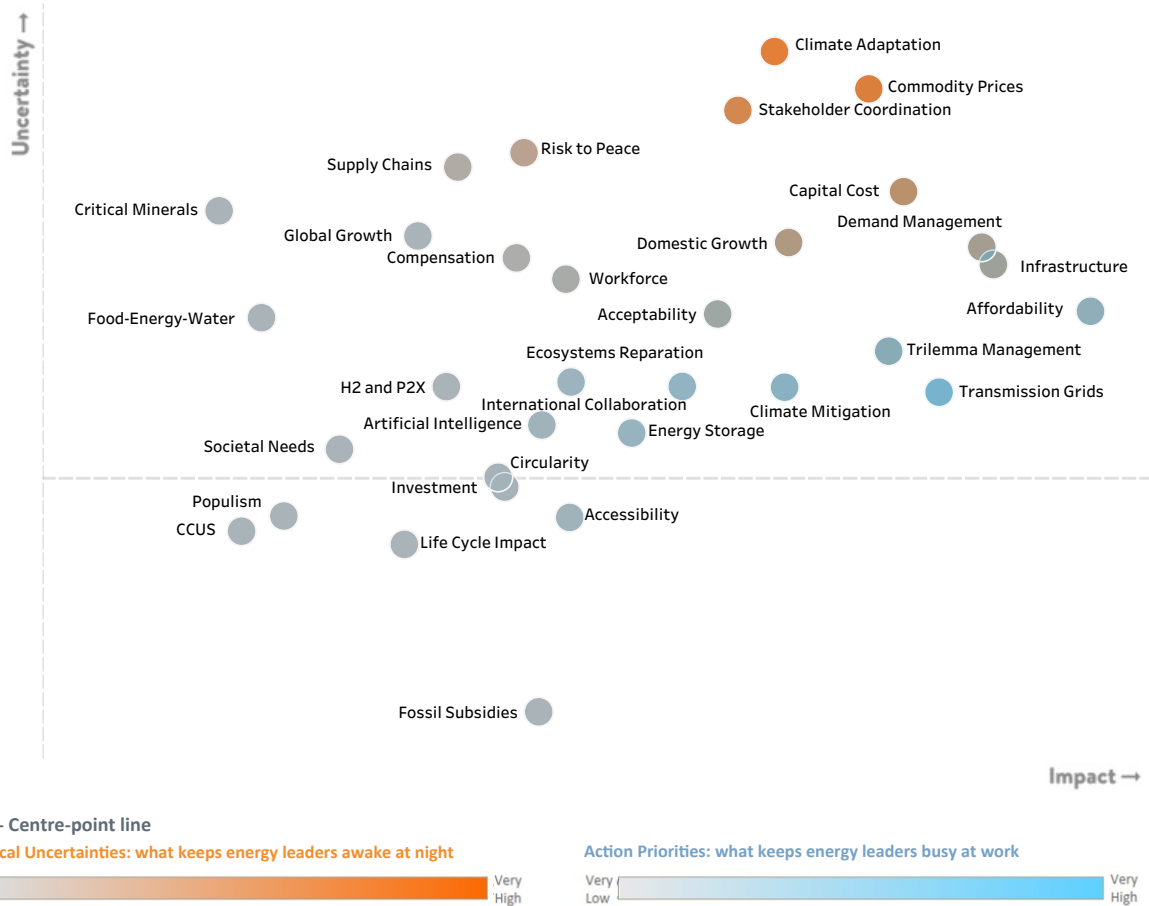 Uncertainty →
Climate Adaptation
Commodity Prices
Stakeholder Coordination
Risk to Peace
Supply Chains
Capital Cost
Critical Minerals
Demand Management
Global Growth
Domestic Growth
Compensation
Infrastructure
Workforce
Affordability
Acceptability
Food-Energy-Water
Trilemma Management
Ecosystems Reparation
H2 and P2X
Transmission Grids
International Collaboration
Climate Mitigation
Artificial Intelligence
Energy Storage
Societal Needs
Circularity
Investment
Populism
Accessibility
CCUS
Life Cycle Impact
Fossil Subsidies
Impact →
- Centre-point line
cal Uncertainties: what keeps energy leaders awake at night
Very
High
Action Priorities: what keeps energy leaders busy at work
Very
Low
Very
High